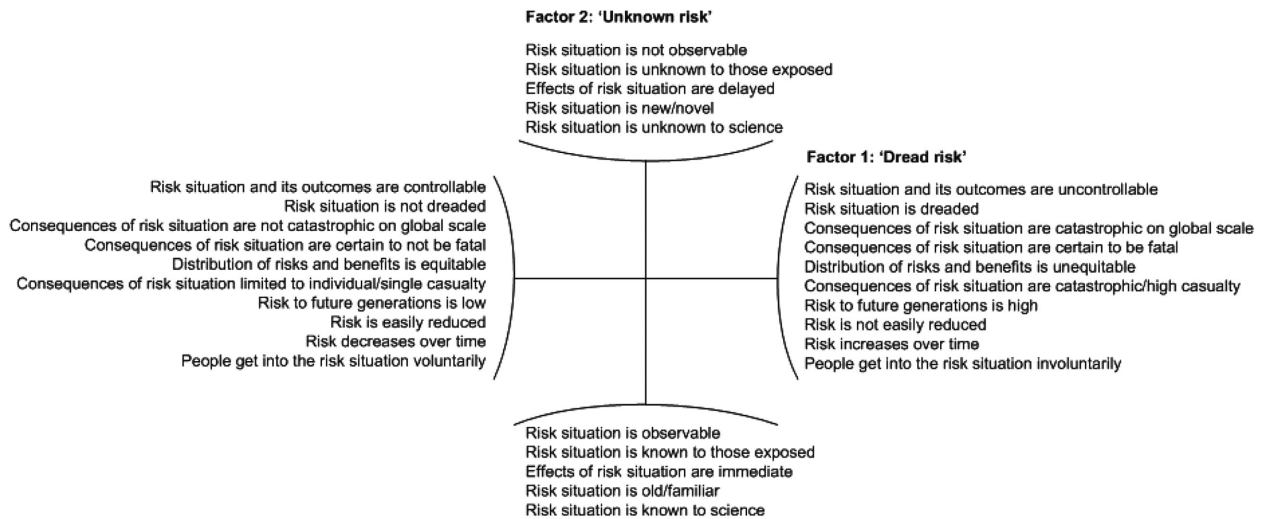 Factor 2: ‘Unknown risk’
Risk situation is not observable
Risk situation is unknown to those exposed
Effects of risk situation are delayed
Risk situation is new/novel
Risk situation is unknown to science
Risk situation and its outcomes are controllable
Risk situation is not dreaded
Consequences of risk situation are not catastrophic on global scale
Consequences of risk situation are certain to not be fatal
Distribution of risks and benefits is equitable
Consequences of risk situation limited to individual/single casualty
Risk to future generations is low
Risk is easily reduced
Risk decreases over time
People get into the risk situation voluntarily
Factor 1: ‘Dread risk’
Risk situation and its outcomes are uncontrollable
Risk situation is dreaded
Consequences of risk situation are catastrophic on global scale
Consequences of risk situation are certain to be fatal
Distribution of risks and benefits is unequitable
Consequences of risk situation are catastrophic/high casualty
Risk to future generations is high
Risk is not easily reduced
Risk increases over time
People get into the risk situation involuntarily
Risk situation is observable
Risk situation is known to those exposed
Effects of risk situation are immediate
Risk situation is old/familiar
Risk situation is known to science